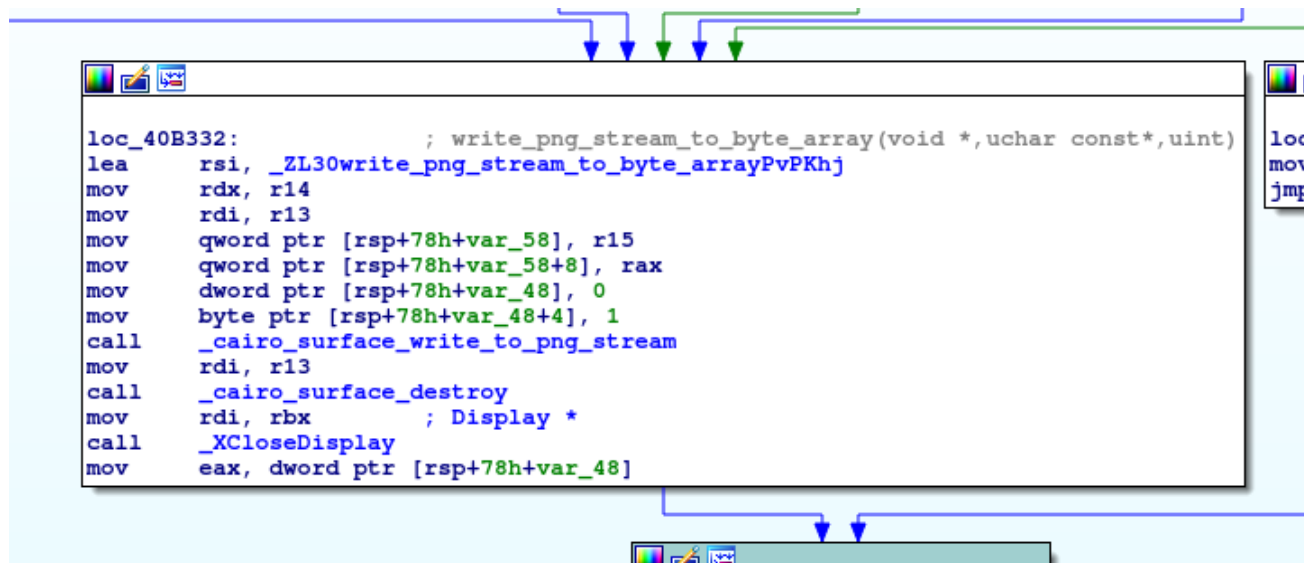 loc_40B332: ; write_png_stream_to_byte_array(void *,uchar const*,uint)
lea rsi, _ZL30write_png_stream_to_byte_arrayPvPKhj
mov rdx, r14
mov rdi, r13
mov qword ptr [rsp+78h+var_58], r15
mov qword ptr [rsp+78h+var_58+8], rax
mov dword ptr [rsp+78h+var_48], 0
mov byte ptr [rsp+78h+var_48+4], 1
call _cairo_surface_write_to_png_stream
mov rdi, r13
call _cairo_surface_destroy
mov rdi, rbx ; Display *
call _XCloseDisplay
mov eax, dword ptr [rsp+78h+var_48]
loc
mov
jmp